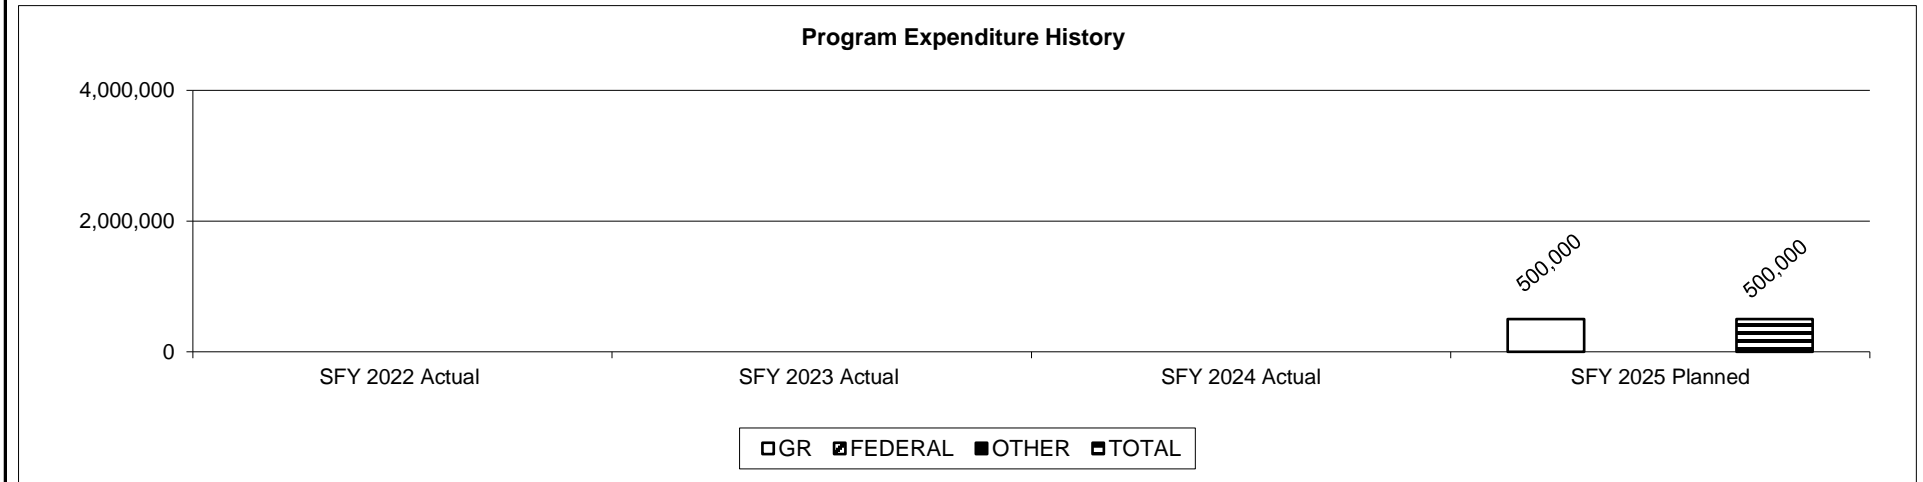 Program Expenditure History
4,000,000
2,000,000
0
500,000
500,000
SFY 2022 Actual
SFY 2023 Actual
SFY 2024 Actual
SFY 2025 Planned
GR FEDERAL OTHER TOTAL